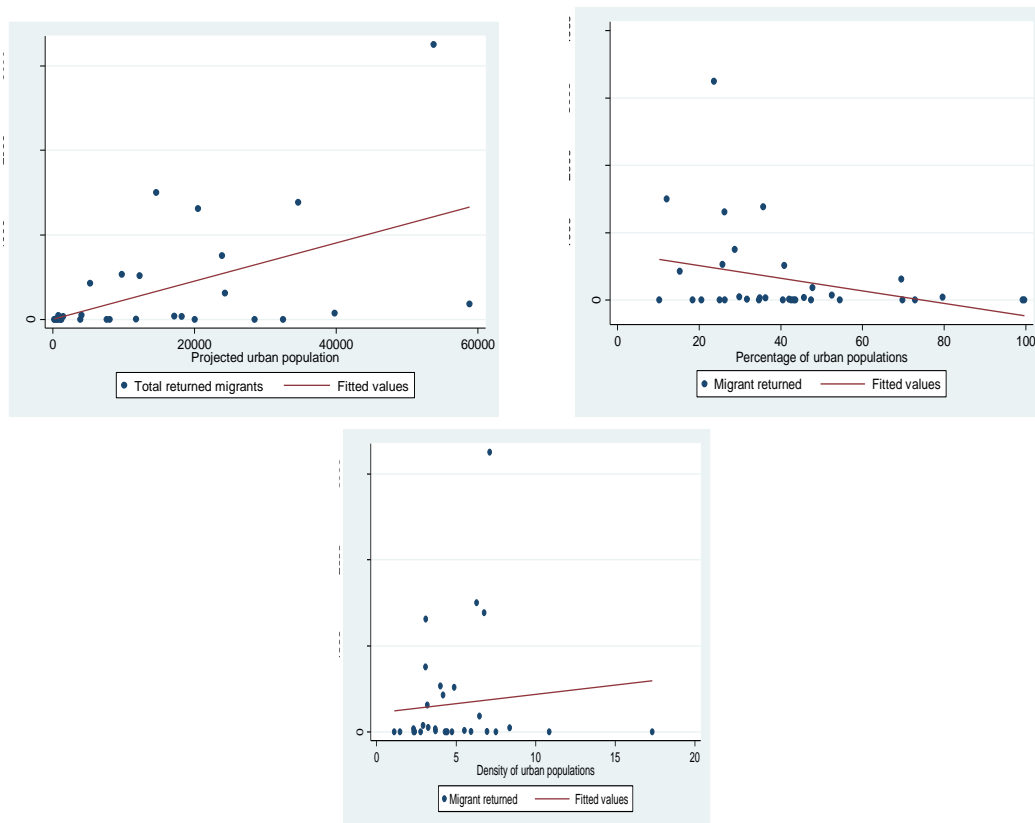 0
0 20000 40000 60000
Projected urban population
Total returned migrants Fitted values
0
0 20 40 60 80 100
Percentage of urban populations
Migrant returned Fitted values
0
0 5 10 15 20
Density of urban populations
Migrant returned Fitted values